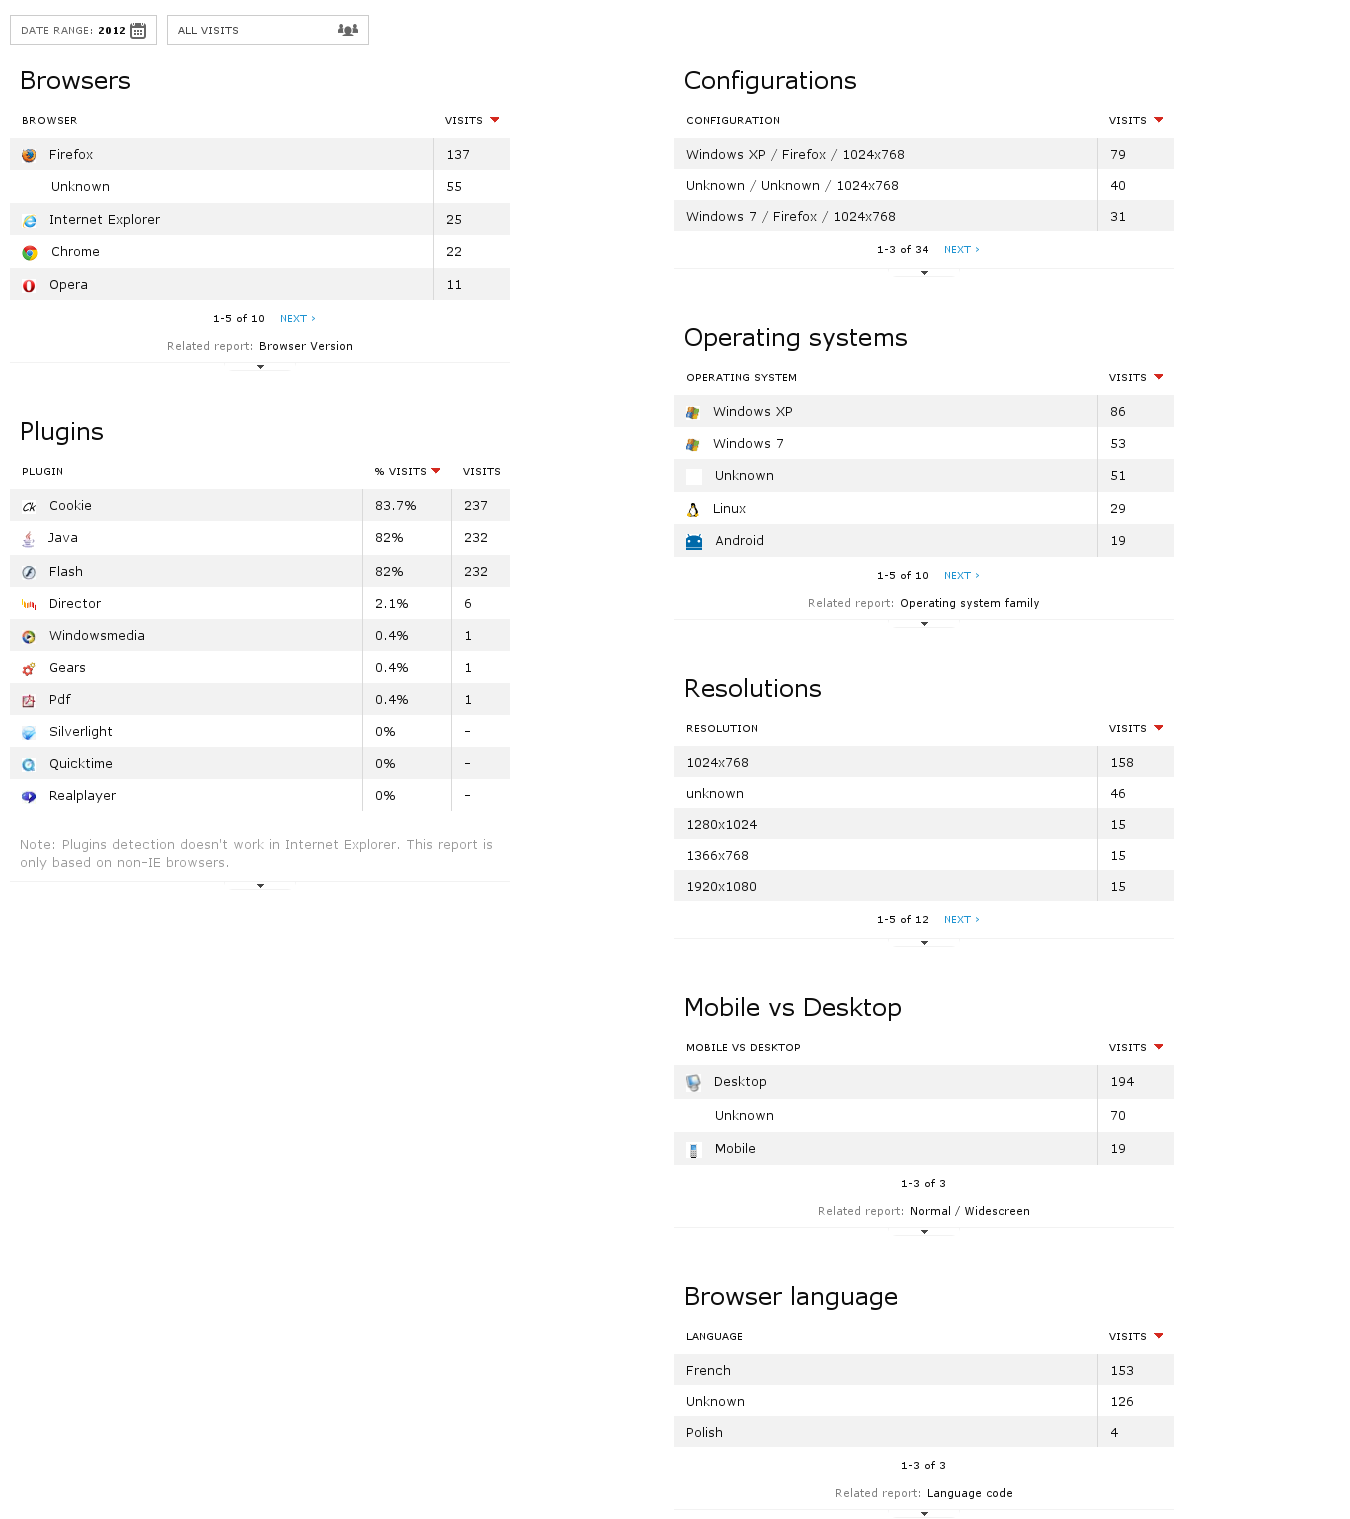 DATE RANGE: 2012
ALL VISITS
Browsers
BROWSER VISITS
Firefox 137
Unknown 55
Internet Explorer 25
Chrome 22
Opera 11
1-5 of 10 NEXT ›
Related report: Browser Version
Plugins
PLUGIN % VISITS VISITS
Cookie 83.7% 237
Java 82% 232
Flash 82% 232
Director 2.1% 6
Windowsmedia 0.4% 1
Gears 0.4% 1
Pdf 0.4% 1
Silverlight 0% -
Quicktime 0% -
Realplayer 0% -
Note: Plugins detection doesn't work in Internet Explorer. This report is
only based on non-IE browsers.
Configurations
CONFIGURATION VISITS
Windows XP / Firefox / 1024x768 79
Unknown / Unknown / 1024x768 40
Windows 7 / Firefox / 1024x768 31
1-3 of 34 NEXT ›
Operating systems
OPERATING SYSTEM VISITS
Windows XP 86
Windows 7 53
Unknown 51
Linux 29
Android 19
1-5 of 10 NEXT ›
Related report: Operating system family
Resolutions
RESOLUTION VISITS
1024x768 158
unknown 46
1280x1024 15
1366x768 15
1920x1080 15
1-5 of 12 NEXT ›
Mobile vs Desktop
MOBILE VS DESKTOP VISITS
Desktop 194
Unknown 70
Mobile 19
1-3 of 3
Related report: Normal / Widescreen
Browser language
LANGUAGE VISITS
French 153
Unknown 126
Polish 4
1-3 of 3
Related report: Language code